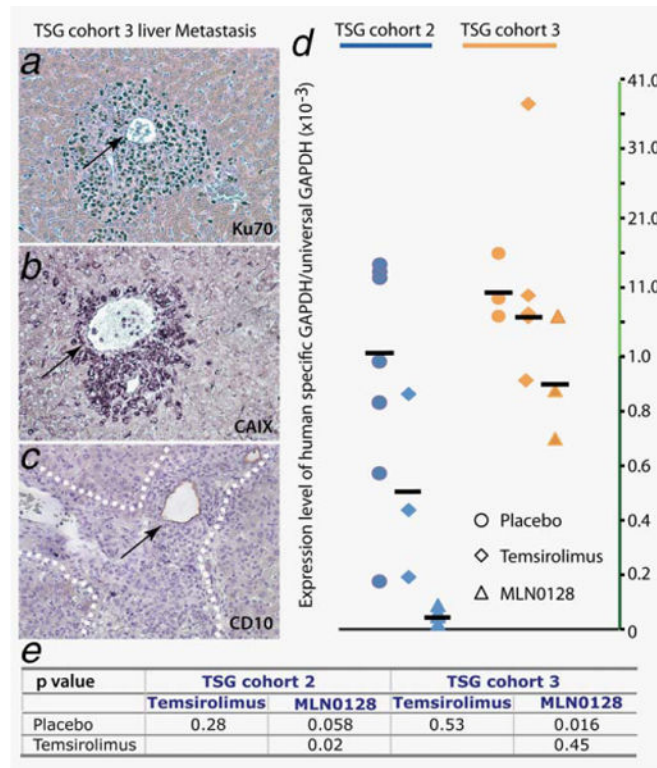 TSG cohort 3 liver Metastasis
a
Ku70
b
CAIX
c
CD10
d
TSG cohort 2 TSG cohort 3
Expression level of human specific GAPDH/universal GAPDH (x10-3)
41.0
31.0
21.0
11.0
1.0
0.8
0.6
0.4
0.2
0
Placebo
Temsirolimus
MLN0128
e
p value TSG cohort 2 TSG cohort 3
Temsirolimus MLN0128 Temsirolimus MLN0128
Placebo 0.28 0.058 0.53 0.016
Temsirolimus 0.02 0.45